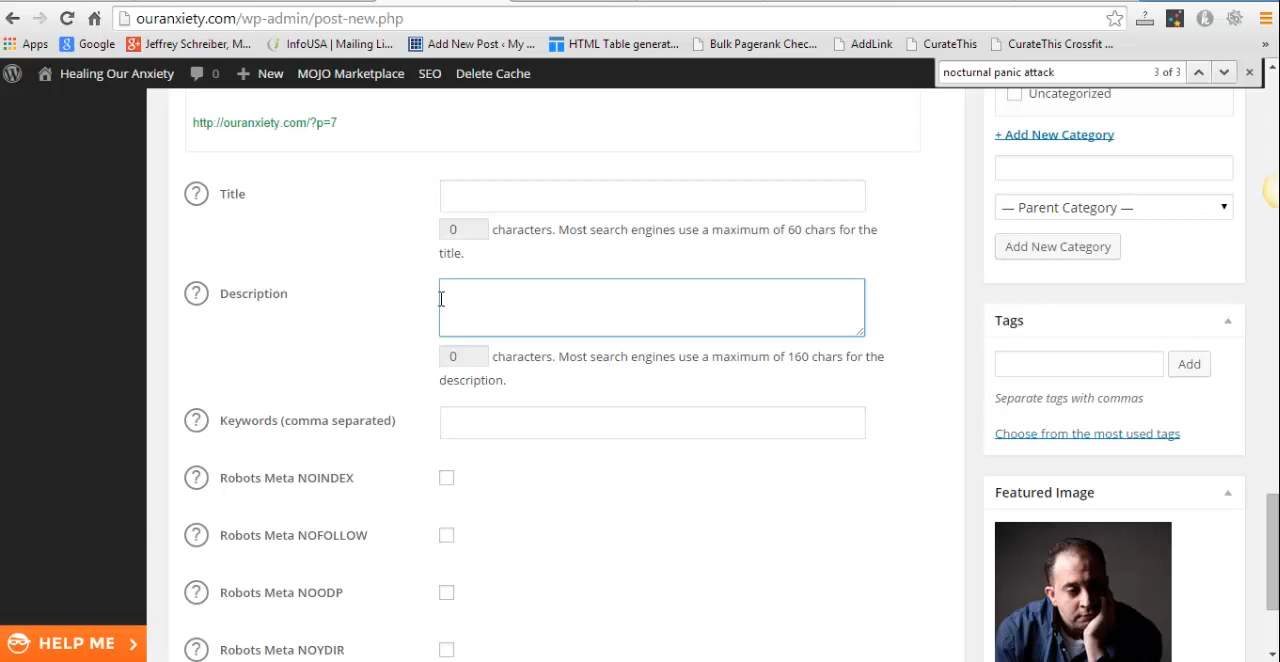 ouranxiety.com/wp-admin/post-new.php
Apps Google Jeffrey Schreiber, M... InfoUSA | Mailing Li... Add New Post ‹ My ... HTML Table generat... Bulk Pagerank Chec... AddLink CurateThis CurateThis Crossfit ... »
Healing Our Anxiety 0 + New MOJO Marketplace SEO Delete Cache
nocturnal panic attack 3 of 3
Uncategorized
http://ouranxiety.com/?p=7
+ Add New Category
Title
— Parent Category —
0 characters. Most search engines use a maximum of 60 chars for the
title.
Add New Category
Description
Tags
0 characters. Most search engines use a maximum of 160 chars for the
description.
Add
Separate tags with commas
Keywords (comma separated)
Choose from the most used tags
Robots Meta NOINDEX
Featured Image
Robots Meta NOFOLLOW
Robots Meta NOODP
HELP ME
Robots Meta NOYDIR